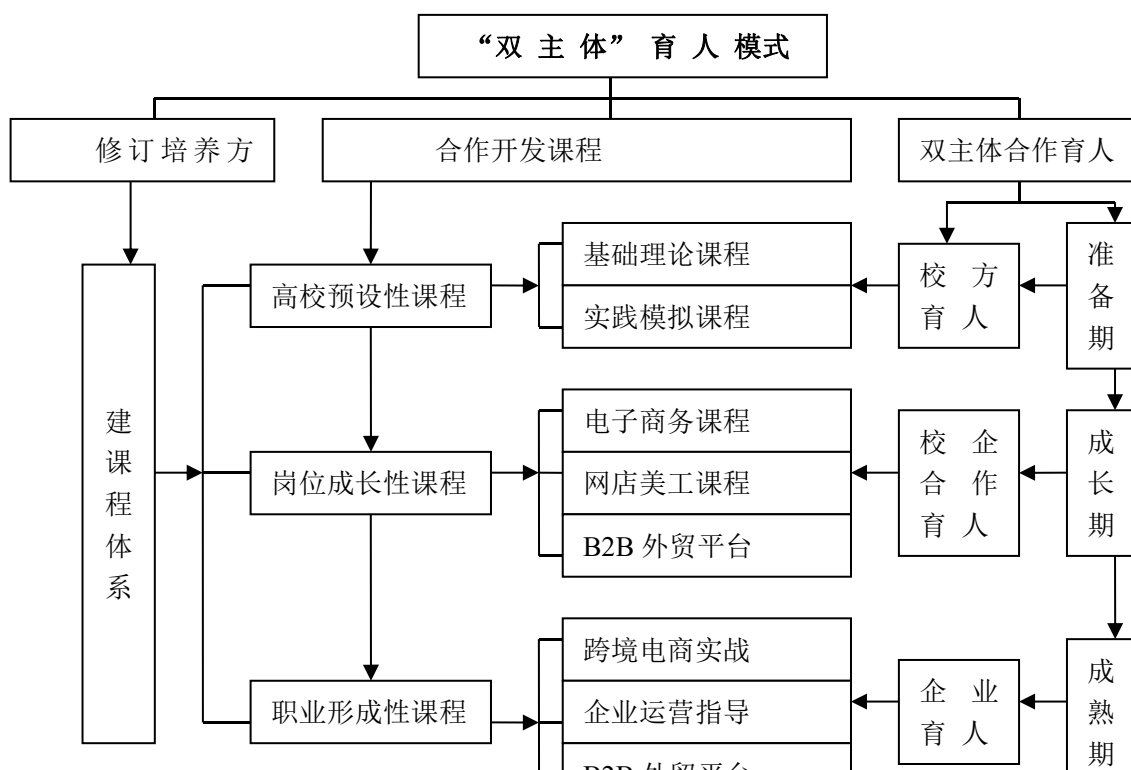 “双 主 体” 育 人 模式
修订培养方
合作开发课程
双主体合作育人
建
课
程
体
系
高校预设性课程
基础理论课程
实践模拟课程
校 方
育 人
准
备
期
岗位成长性课程
电子商务课程
网店美工课程
B2B 外贸平台
校 企
合 作
育 人
成
长
期
职业形成性课程
跨境电商实战
企业运营指导
B2B 外贸平台
企 业
育 人
成
熟
期